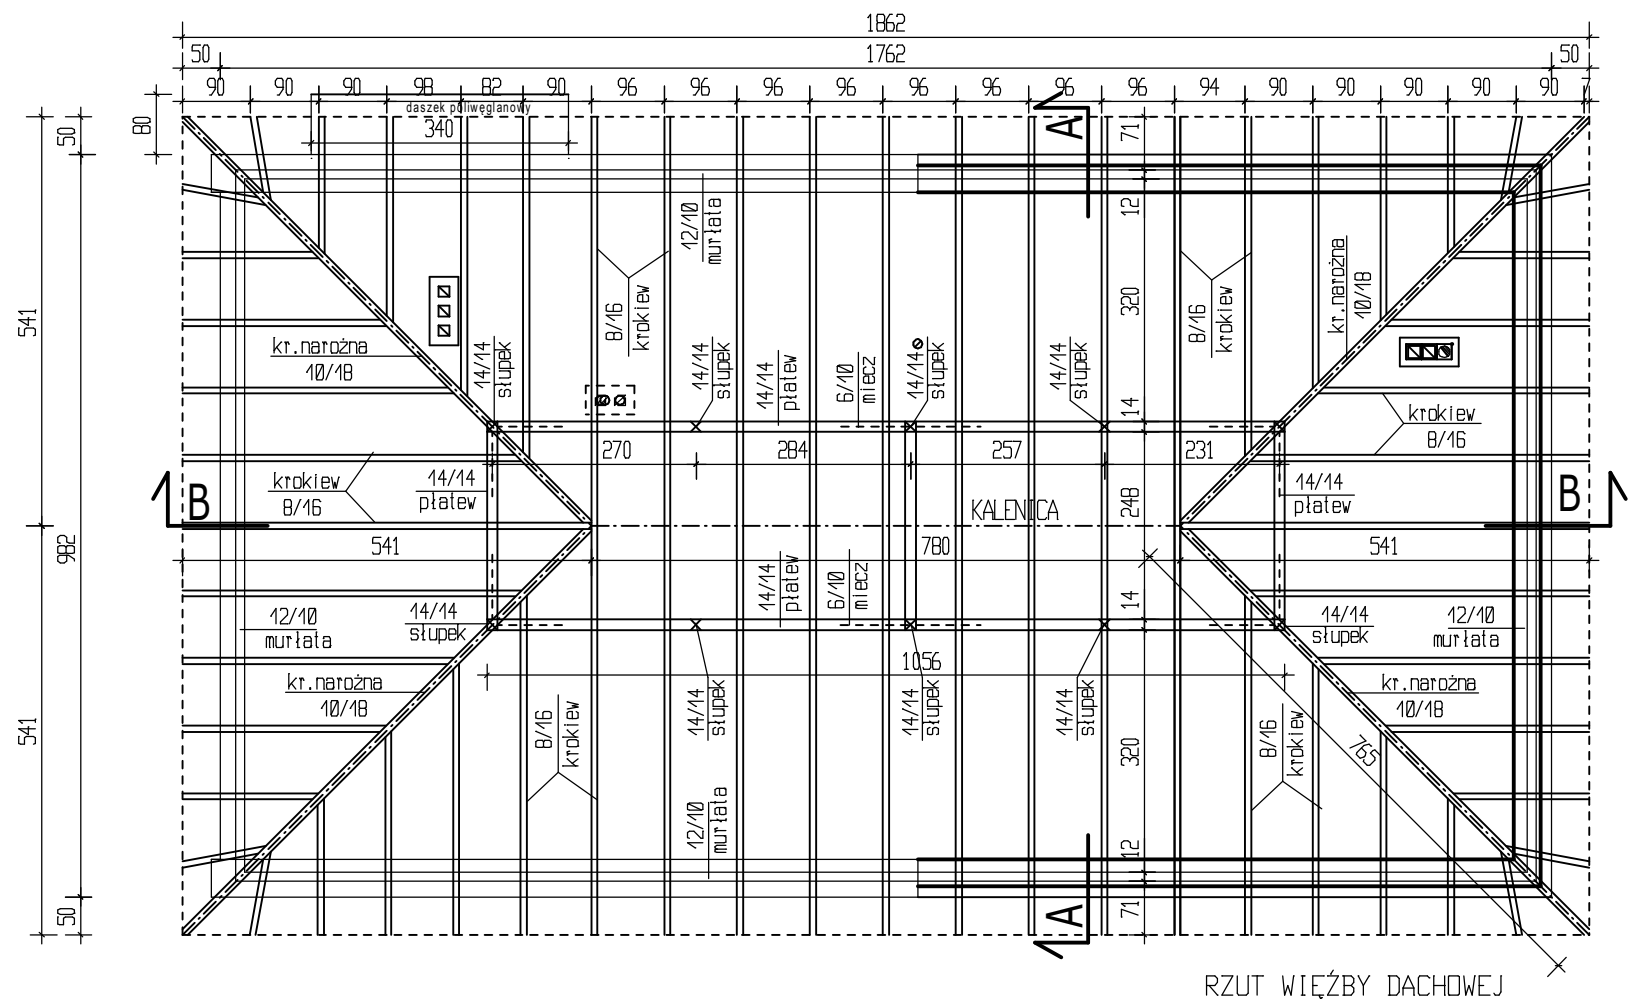 1862
50
1762
50
90
90
90
98
82
90
96
96
96
96
96
96
96
96
94
90
90
90
90
90
7
daszek poliwęglanowy
340
80
50
541
982
541
50
A
71
12
320
14
248
14
320
12
71
A
12/10
murłata
8/16
krokiew
8/16
krokiew
kr.narożna
10/18
kr.narożna
10/18
14/14
słupek
14/14
słupek
14/14
płatew
6/10
miecz
14/14
słupek
14/14
słupek
krokiew
8/16
270
284
257
231
krokiew
8/16
14/14
płatew
14/14
płatew
B
B
KALENICA
541
780
541
14/14
płatew
6/10
miecz
12/10
murłata
14/14
słupek
14/14
słupek
12/10
murłata
1056
kr.narożna
10/18
kr.narożna
10/18
8/16
krokiew
14/14
słupek
14/14
słupek
14/14
słupek
8/16
krokiew
765
12/10
murłata
RZUT WIĘŹBY DACHOWEJ